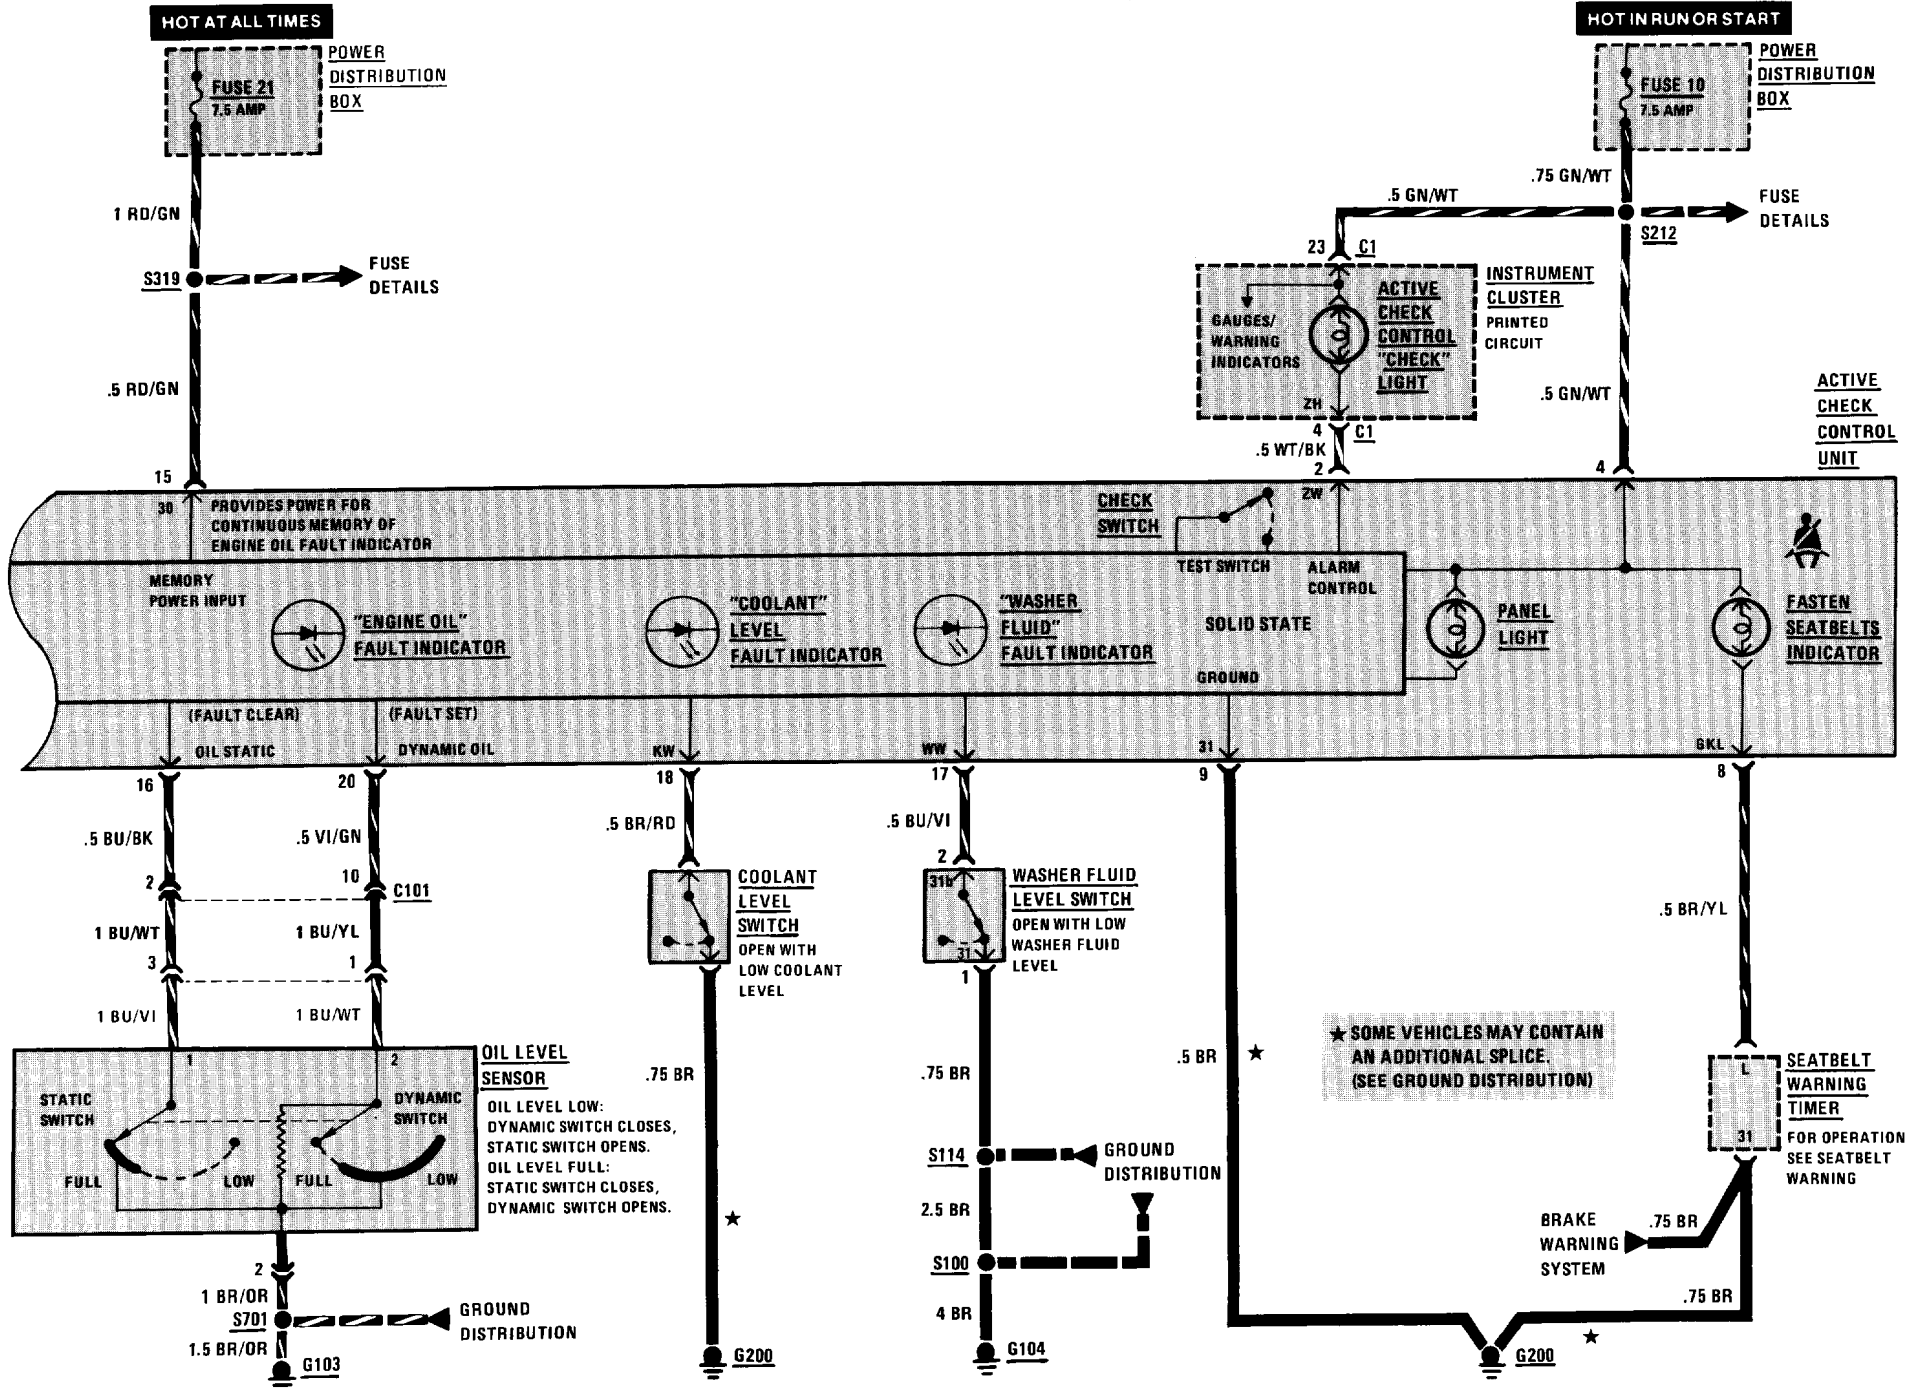 HOT AT ALL TIMES
POWER
DISTRIBUTION
BOX
FUSE 21
7.5 AMP
1 RD/GN
S319
FUSE
DETAILS
.5 RD/GN
15
HOT IN RUN OR START
POWER
DISTRIBUTION
BOX
FUSE 10
7.5 AMP
.75 GN/WT
.5 GN/WT
S212
FUSE
DETAILS
23
C1
INSTRUMENT
CLUSTER
PRINTED
CIRCUIT
ACTIVE
CHECK
CONTROL
"CHECK"
LIGHT
GAUGES/
WARNING
INDICATORS
ZH
4
C1
.5 WT/BK
2
.5 GN/WT
4
ACTIVE
CHECK
CONTROL
UNIT
30
PROVIDES POWER FOR
CONTINUOUS MEMORY OF
ENGINE OIL FAULT INDICATOR
CHECK
SWITCH
ZW
MEMORY
POWER INPUT
TEST SWITCH
ALARM
CONTROL
"ENGINE OIL"
FAULT INDICATOR
"COOLANT"
LEVEL
FAULT INDICATOR
"WASHER
FLUID"
FAULT INDICATOR
SOLID STATE
PANEL
LIGHT
FASTEN
SEATBELTS
INDICATOR
GROUND
(FAULT CLEAR)
OIL STATIC
(FAULT SET)
DYNAMIC OIL
KW
WW
31
GKL
16
20
18
17
9
8
.5 BU/BK
.5 VI/GN
.5 BR/RD
.5 BU/VI
2
10
C101
1 BU/WT
1 BU/YL
3
1
1 BU/VI
1 BU/WT
COOLANT
LEVEL
SWITCH
OPEN WITH
LOW COOLANT
LEVEL
2
31b
31
1
WASHER FLUID
LEVEL SWITCH
OPEN WITH LOW
WASHER FLUID
LEVEL
.5 BR/YL
1
2
OIL LEVEL
SENSOR
STATIC
SWITCH
DYNAMIC
SWITCH
FULL
LOW
FULL
LOW
OIL LEVEL LOW:
DYNAMIC SWITCH CLOSES,
STATIC SWITCH OPENS.
OIL LEVEL FULL:
STATIC SWITCH CLOSES,
DYNAMIC SWITCH OPENS.
.75 BR
★
.75 BR
.5 BR
★
★ SOME VEHICLES MAY CONTAIN
AN ADDITIONAL SPLICE.
(SEE GROUND DISTRIBUTION)
L
31
SEATBELT
WARNING
TIMER
FOR OPERATION
SEE SEATBELT
WARNING
S114
GROUND
DISTRIBUTION
2.5 BR
S100
4 BR
G104
2
1 BR/OR
S701
GROUND
DISTRIBUTION
1.5 BR/OR
G103
G200
BRAKE
WARNING
SYSTEM
.75 BR
.75 BR
★
G200